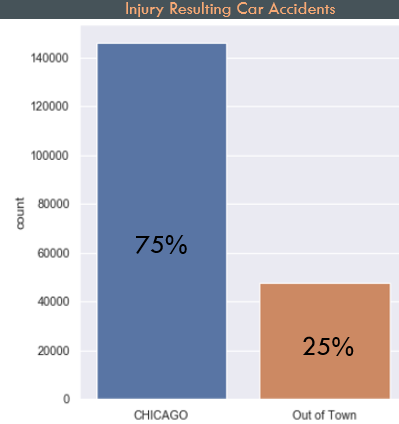 Injury Resulting Car Accidents
140000
120000
100000
80000
60000
40000
20000
0
count
75%
25%
CHICAGO
Out of Town